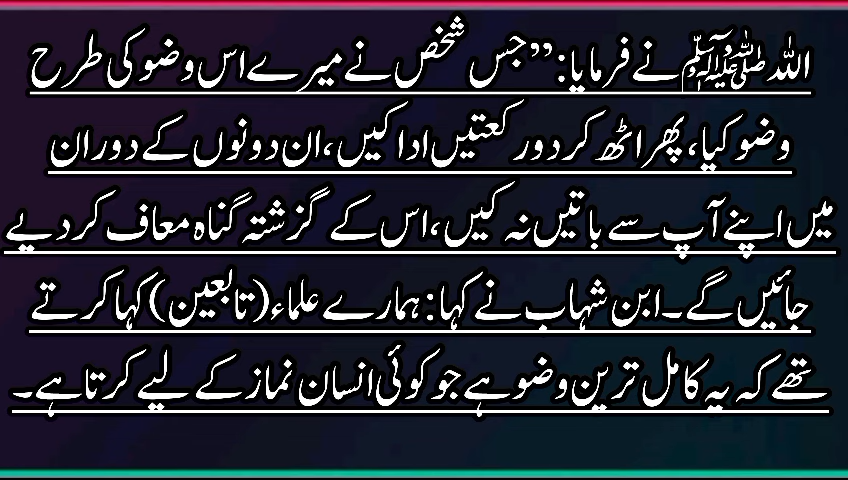 اللہ ﷺ نے فرمایا: ”جس شخص نے میرے اس وضو کی طرح
وضو کیا، پھر اٹھ کر دو رکعتیں ادا کیں، ان دونوں کے دوران
میں اپنے آپ سے باتیں نہ کیں، اس کے گزشتہ گناہ معاف کر دیے
جائیں گے۔ ابن شہاب نے کہا: ہمارے علماء (تابعین) کہا کرتے
تھے کہ یہ کامل ترین وضو ہے جو کوئی انسان نماز کے لیے کرتا ہے۔